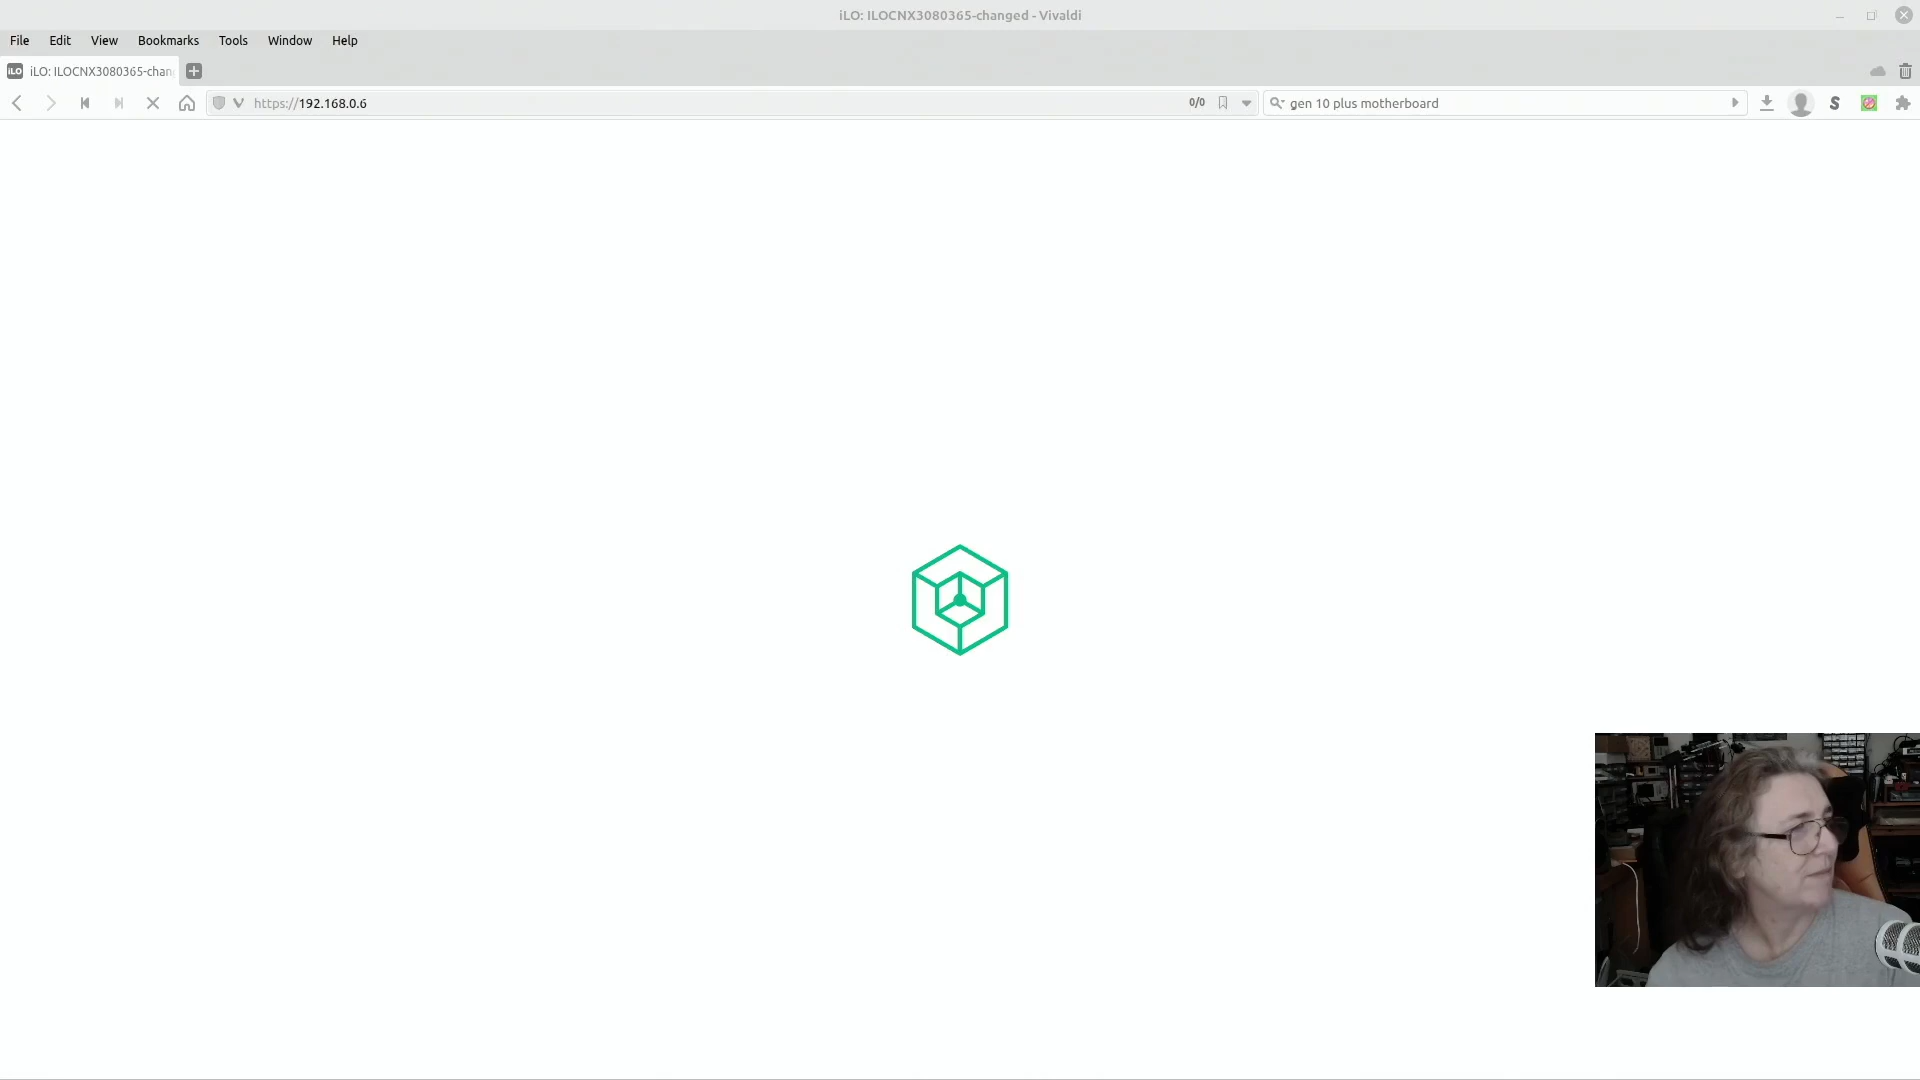 iLO: ILOCNX3080365-changed - Vivaldi
File Edit View Bookmarks Tools Window Help
iLO iLO: ILOCNX3080365-chan
https://192.168.0.6 0/0 gen 10 plus motherboard S